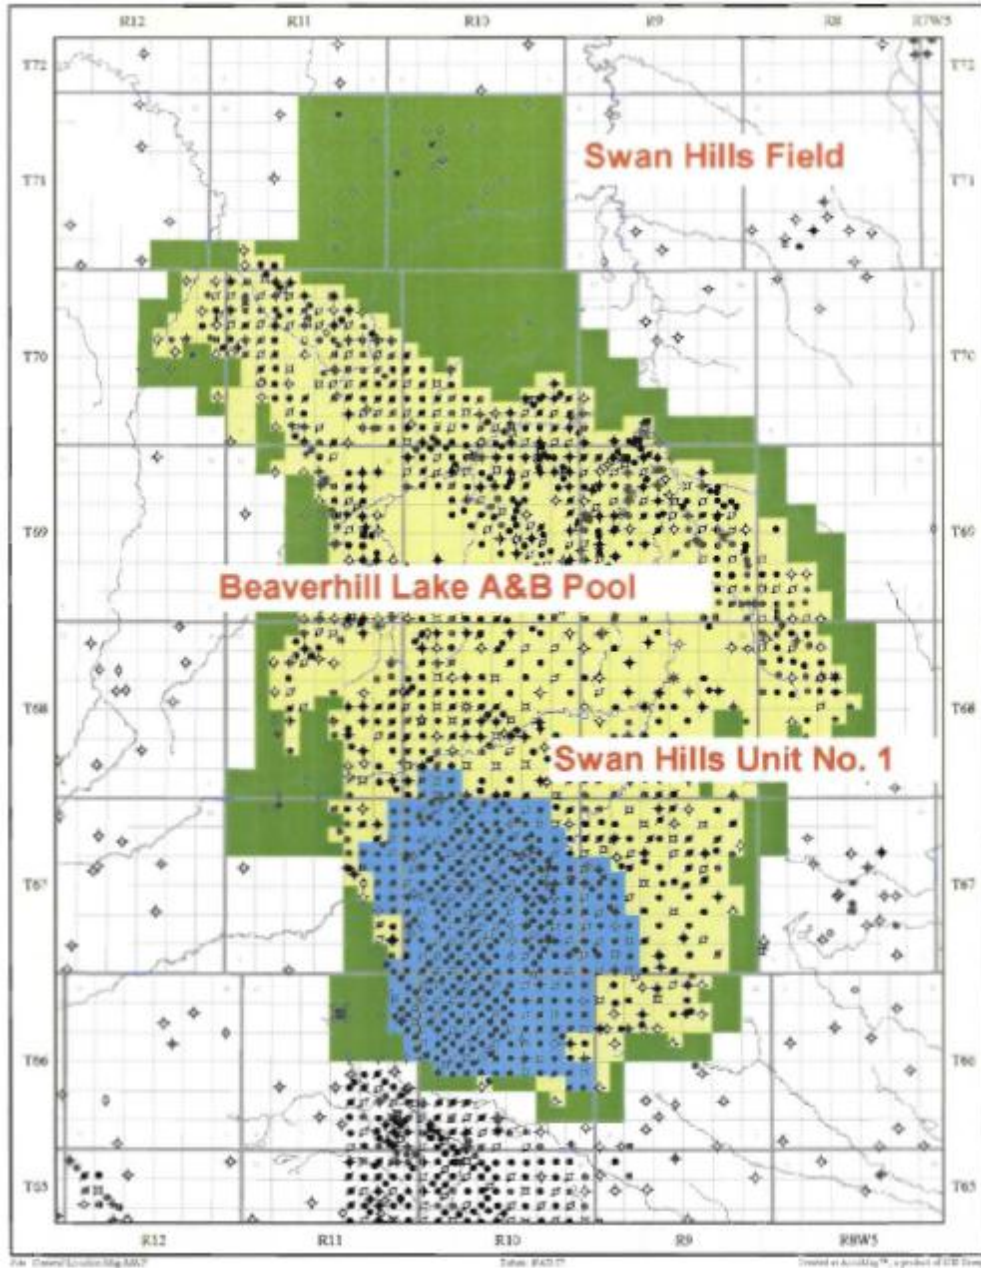 R12 R11 R10 R9 R8 R7W5
T72 T72
Swan Hills Field
T71 T71
T70 T70
T69 T69
Beaverhill Lake A&B Pool
T68 T68
Swan Hills Unit No. 1
T67 T67
T66 T66
T65 T65
R12 R11 R10 R9 R8W5